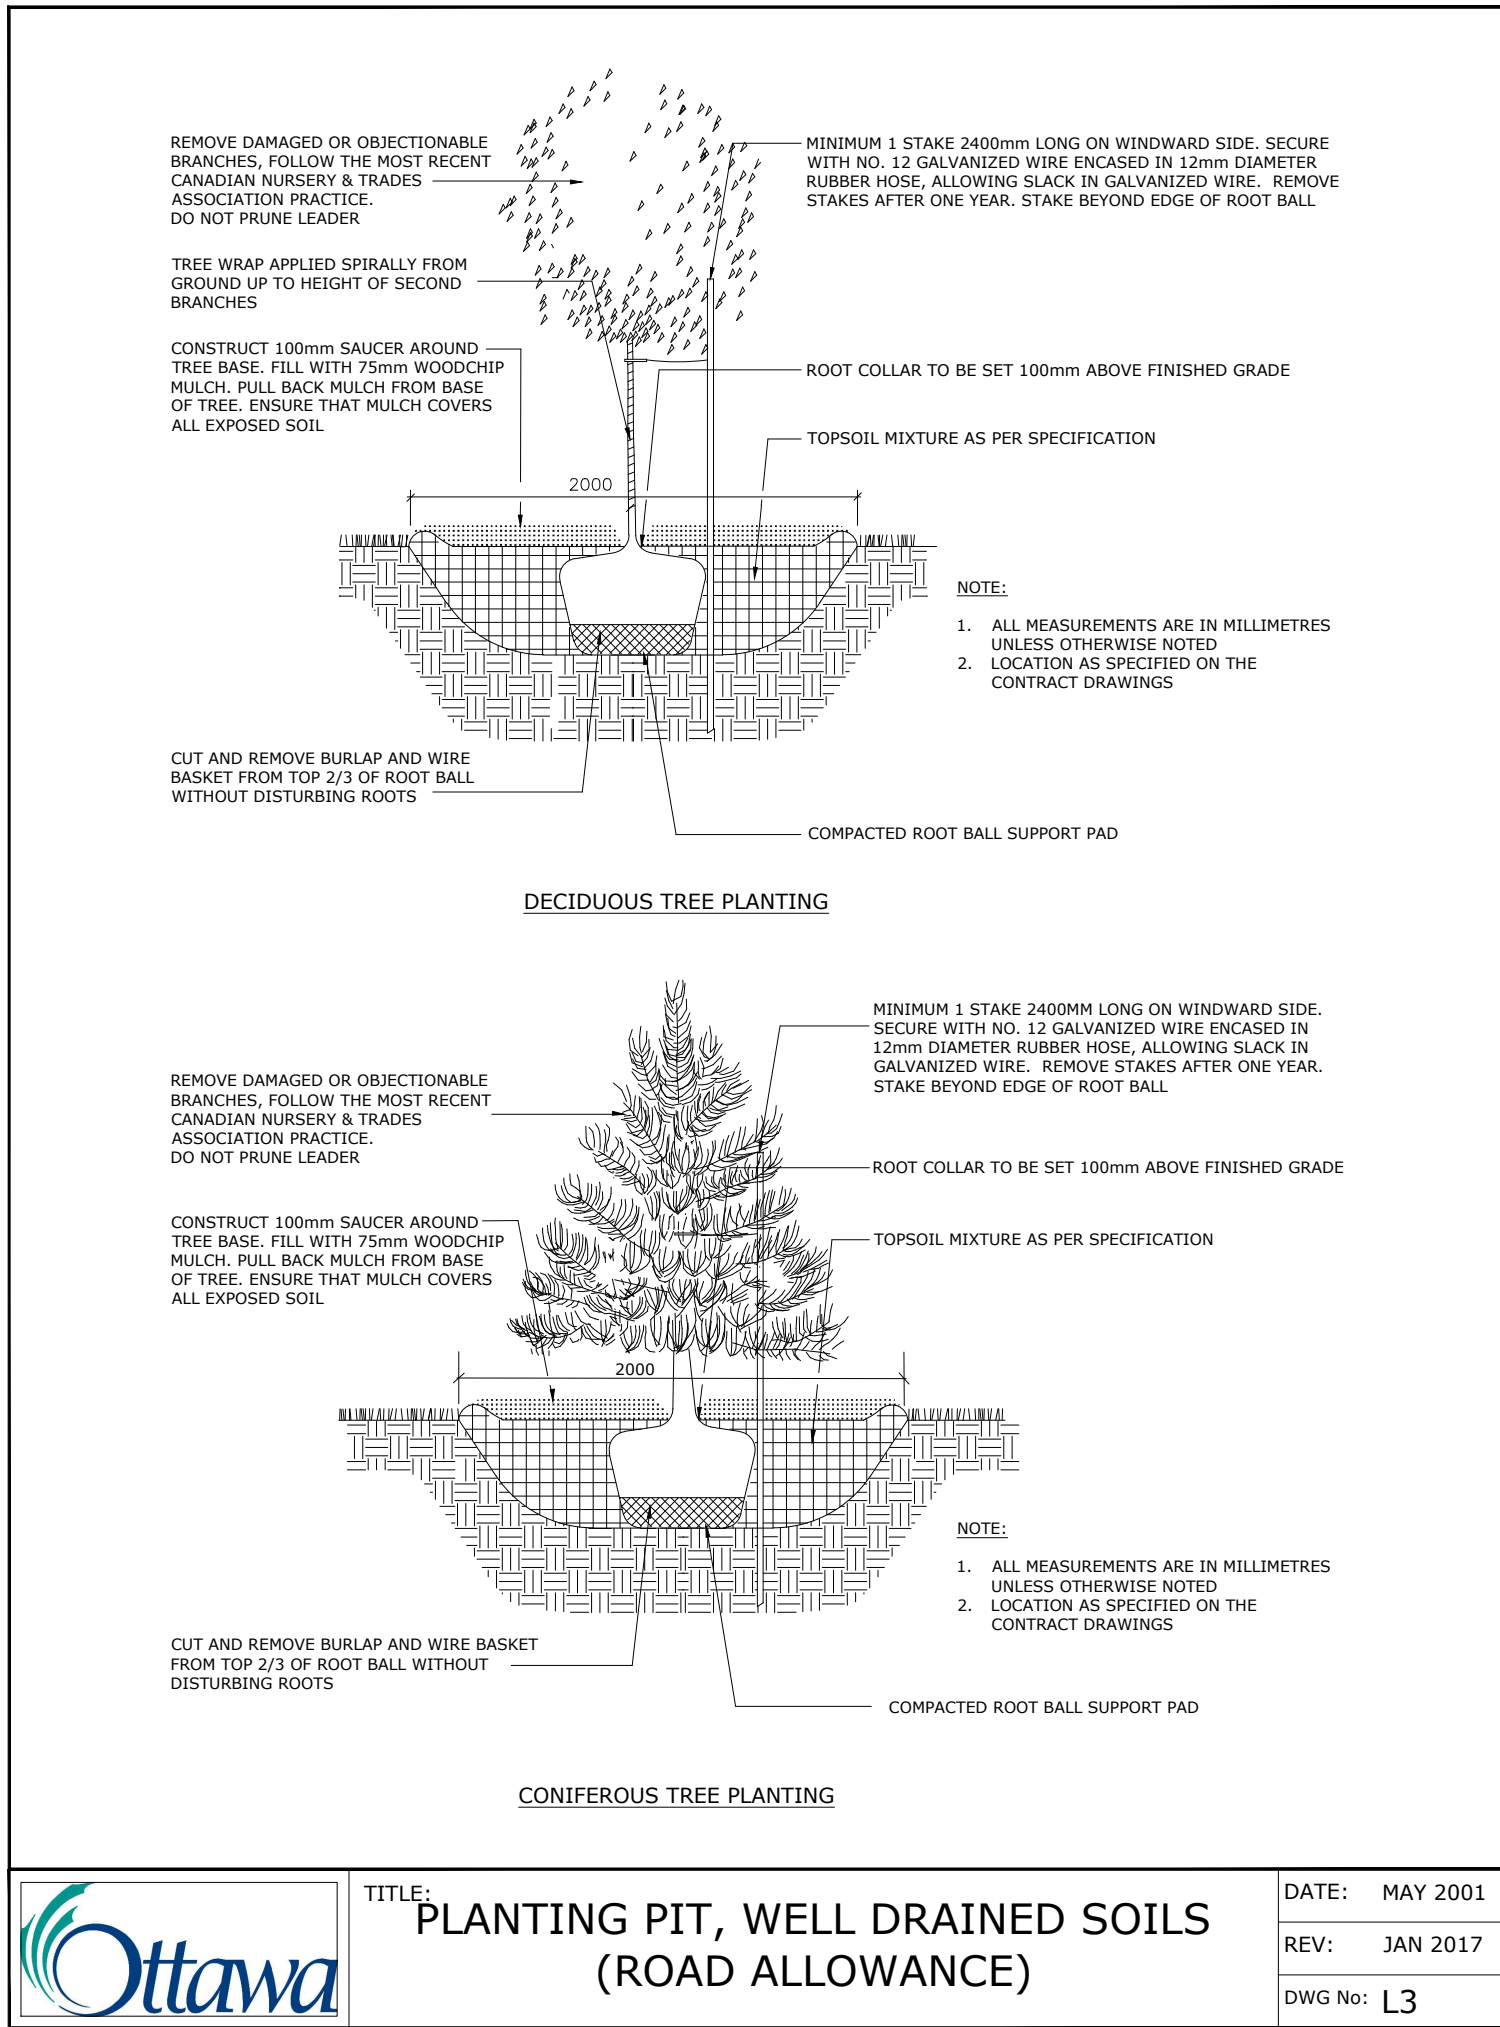 REMOVE DAMAGED OR OBJECTIONABLE
BRANCHES, FOLLOW THE MOST RECENT
CANADIAN NURSERY & TRADES
ASSOCIATION PRACTICE.
DO NOT PRUNE LEADER
TREE WRAP APPLIED SPIRALLY FROM
GROUND UP TO HEIGHT OF SECOND
BRANCHES
CONSTRUCT 100mm SAUCER AROUND
TREE BASE. FILL WITH 75mm WOODCHIP
MULCH. PULL BACK MULCH FROM BASE
OF TREE. ENSURE THAT MULCH COVERS
ALL EXPOSED SOIL
MINIMUM 1 STAKE 2400mm LONG ON WINDWARD SIDE. SECURE
WITH NO. 12 GALVANIZED WIRE ENCASED IN 12mm DIAMETER
RUBBER HOSE, ALLOWING SLACK IN GALVANIZED WIRE. REMOVE
STAKES AFTER ONE YEAR. STAKE BEYOND EDGE OF ROOT BALL
ROOT COLLAR TO BE SET 100mm ABOVE FINISHED GRADE
TOPSOIL MIXTURE AS PER SPECIFICATION
2000
NOTE:
1. ALL MEASUREMENTS ARE IN MILLIMETRES
UNLESS OTHERWISE NOTED
2. LOCATION AS SPECIFIED ON THE
CONTRACT DRAWINGS
CUT AND REMOVE BURLAP AND WIRE
BASKET FROM TOP 2/3 OF ROOT BALL
WITHOUT DISTURBING ROOTS
COMPACTED ROOT BALL SUPPORT PAD
DECIDUOUS TREE PLANTING
REMOVE DAMAGED OR OBJECTIONABLE
BRANCHES, FOLLOW THE MOST RECENT
CANADIAN NURSERY & TRADES
ASSOCIATION PRACTICE.
DO NOT PRUNE LEADER
CONSTRUCT 100mm SAUCER AROUND
TREE BASE. FILL WITH 75mm WOODCHIP
MULCH. PULL BACK MULCH FROM BASE
OF TREE. ENSURE THAT MULCH COVERS
ALL EXPOSED SOIL
MINIMUM 1 STAKE 2400MM LONG ON WINDWARD SIDE.
SECURE WITH NO. 12 GALVANIZED WIRE ENCASED IN
12mm DIAMETER RUBBER HOSE, ALLOWING SLACK IN
GALVANIZED WIRE. REMOVE STAKES AFTER ONE YEAR.
STAKE BEYOND EDGE OF ROOT BALL
ROOT COLLAR TO BE SET 100mm ABOVE FINISHED GRADE
TOPSOIL MIXTURE AS PER SPECIFICATION
2000
NOTE:
1. ALL MEASUREMENTS ARE IN MILLIMETRES
UNLESS OTHERWISE NOTED
2. LOCATION AS SPECIFIED ON THE
CONTRACT DRAWINGS
CUT AND REMOVE BURLAP AND WIRE BASKET
FROM TOP 2/3 OF ROOT BALL WITHOUT
DISTURBING ROOTS
COMPACTED ROOT BALL SUPPORT PAD
CONIFEROUS TREE PLANTING
Ottawa
TITLE:
PLANTING PIT, WELL DRAINED SOILS
(ROAD ALLOWANCE)
DATE: MAY 2001
REV: JAN 2017
DWG No: L3